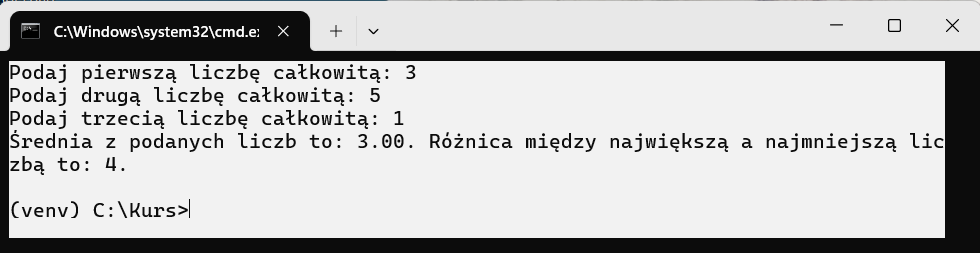 C:\Windows\system32\cmd.e
Podaj pierwszą liczbę całkowitą: 3
Podaj drugą liczbę całkowitą: 5
Podaj trzecią liczbę całkowitą: 1
Średnia z podanych liczb to: 3.00. Różnica między największą a najmniejszą lic
zbą to: 4.
(venv) C:\Kurs>